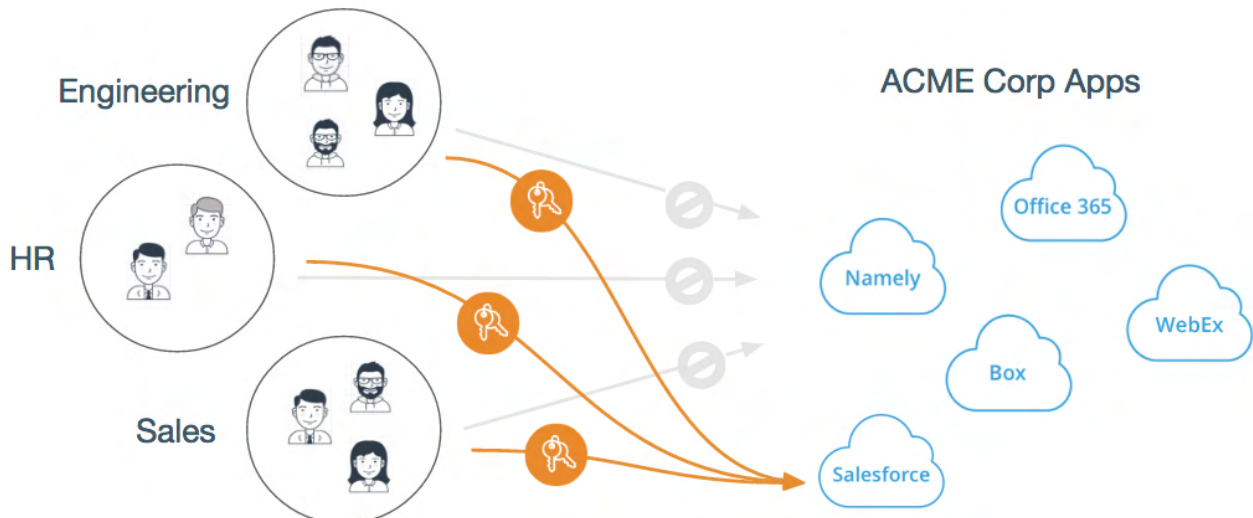 Engineering
ACME Corp Apps
Office 365
HR
Namely
WebEx
Box
Sales
Salesforce